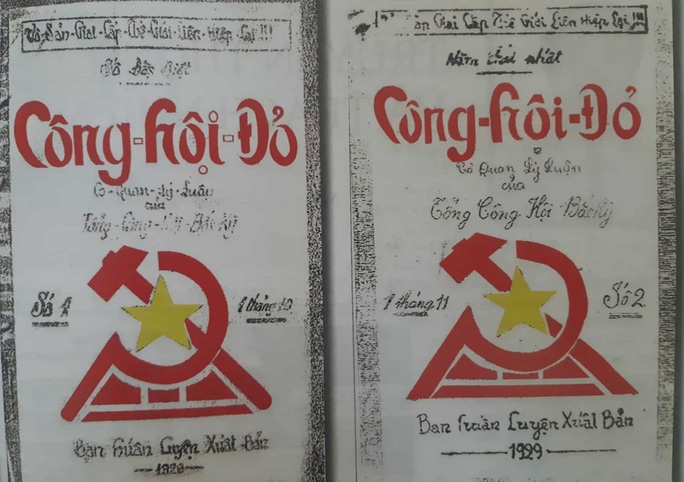 Vô-Sản-Giai-Cấp-Thế-Giới-Liên-Hiệp-Lại!!!
Số Đặc Biệt
Công-Hội-Đỏ
Cơ-Quan-Lý-Luận
của
Tổng-Công-Hội-Bắc-Kỳ
Số 1
1 tháng 10
Ban Huấn Luyện Xuất Bản
1929
Sản Giai Cấp Thế Giới Liên Hiệp Lại!!!
Năm thứ nhất
Công-Hội-Đỏ
Cơ Quan Lý Luận
của
Tổng Công Hội Bắc Kỳ
1 tháng 11
Số 2
Ban Huấn Luyện Xuất Bản
1929